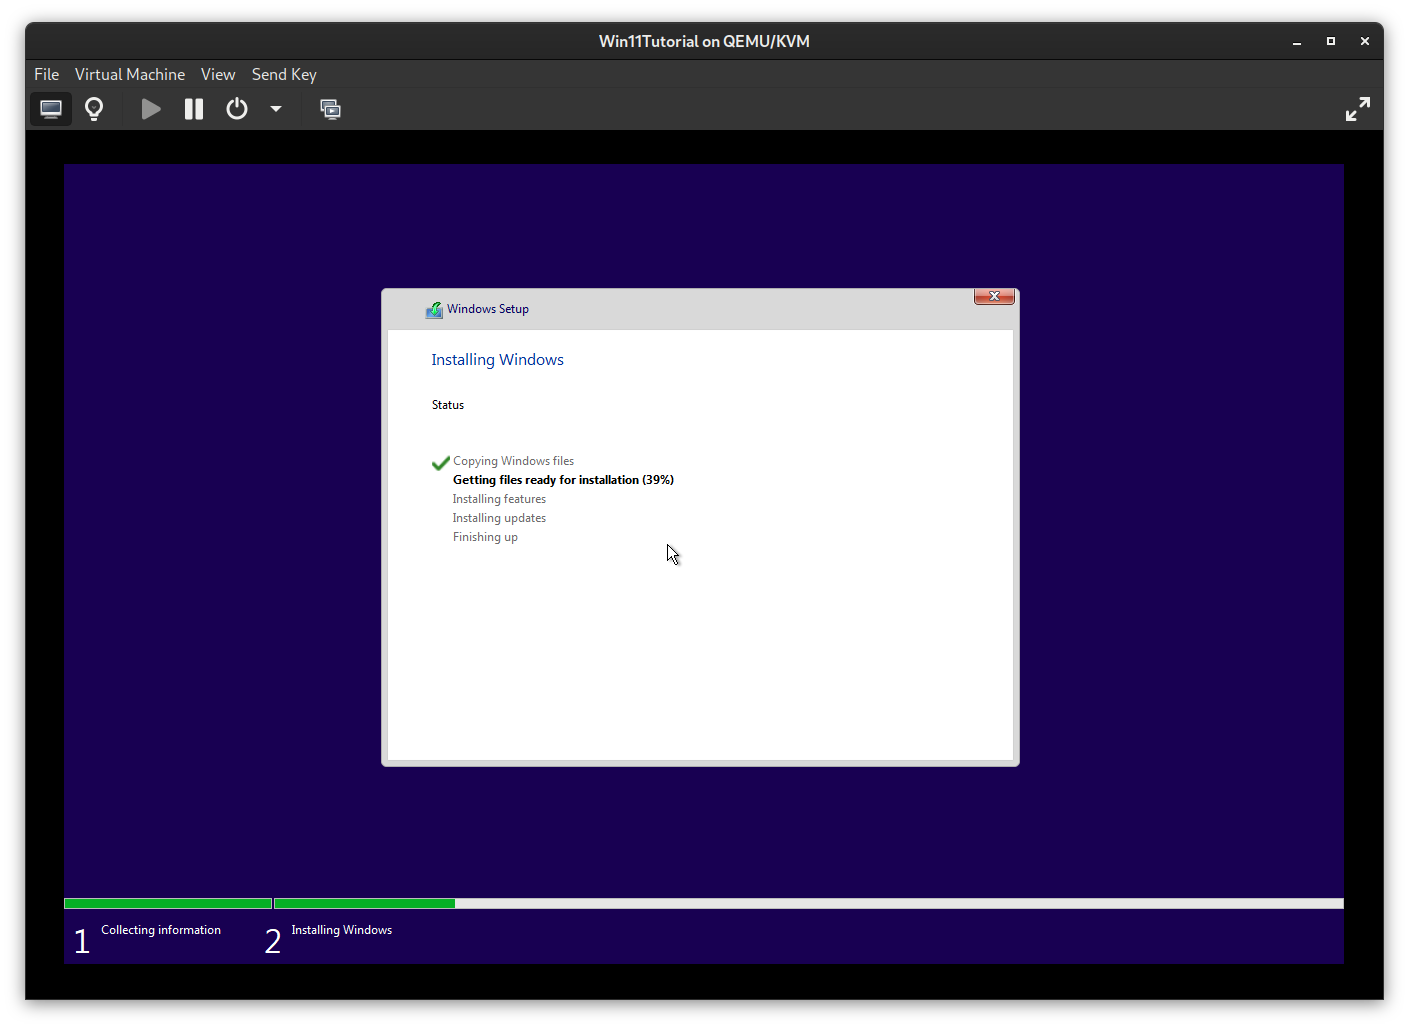 Win11Tutorial on QEMU/KVM
File Virtual Machine View Send Key
Windows Setup
Installing Windows
Status
Copying Windows files
Getting files ready for installation (39%)
Installing features
Installing updates
Finishing up
1 Collecting information 2 Installing Windows